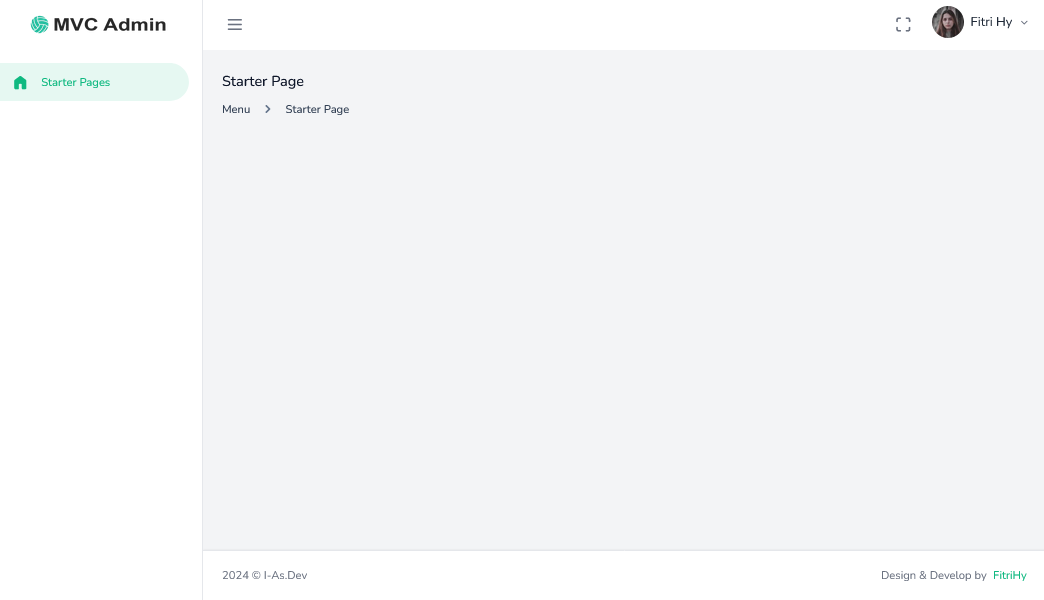 MVC Admin
Fitri Hy
Starter Pages
Starter Page
Menu
Starter Page
2024 © I-As.Dev
Design & Develop by FitriHy